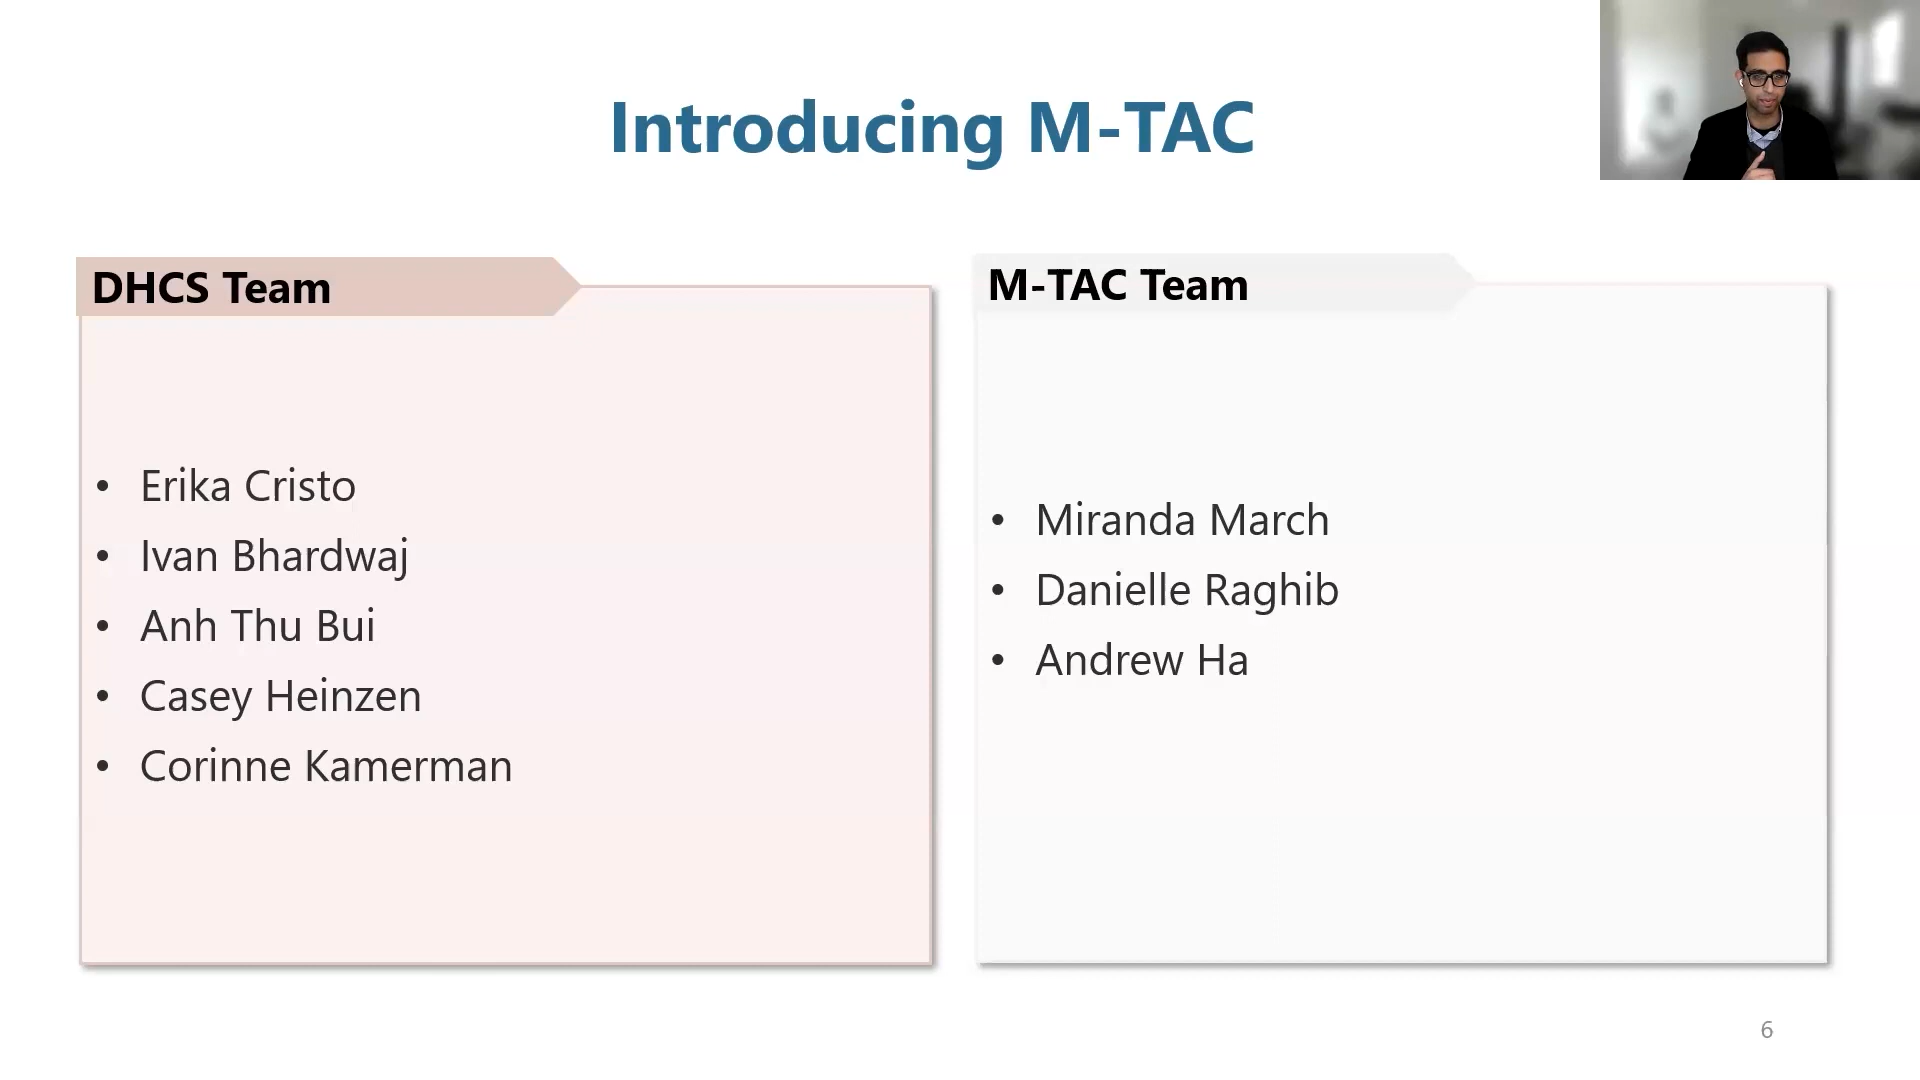 Introducing M-TAC
DHCS Team
• Erika Cristo
• Ivan Bhardwaj
• Anh Thu Bui
• Casey Heinzen
• Corinne Kamerman
M-TAC Team
• Miranda March
• Danielle Raghib
• Andrew Ha
6